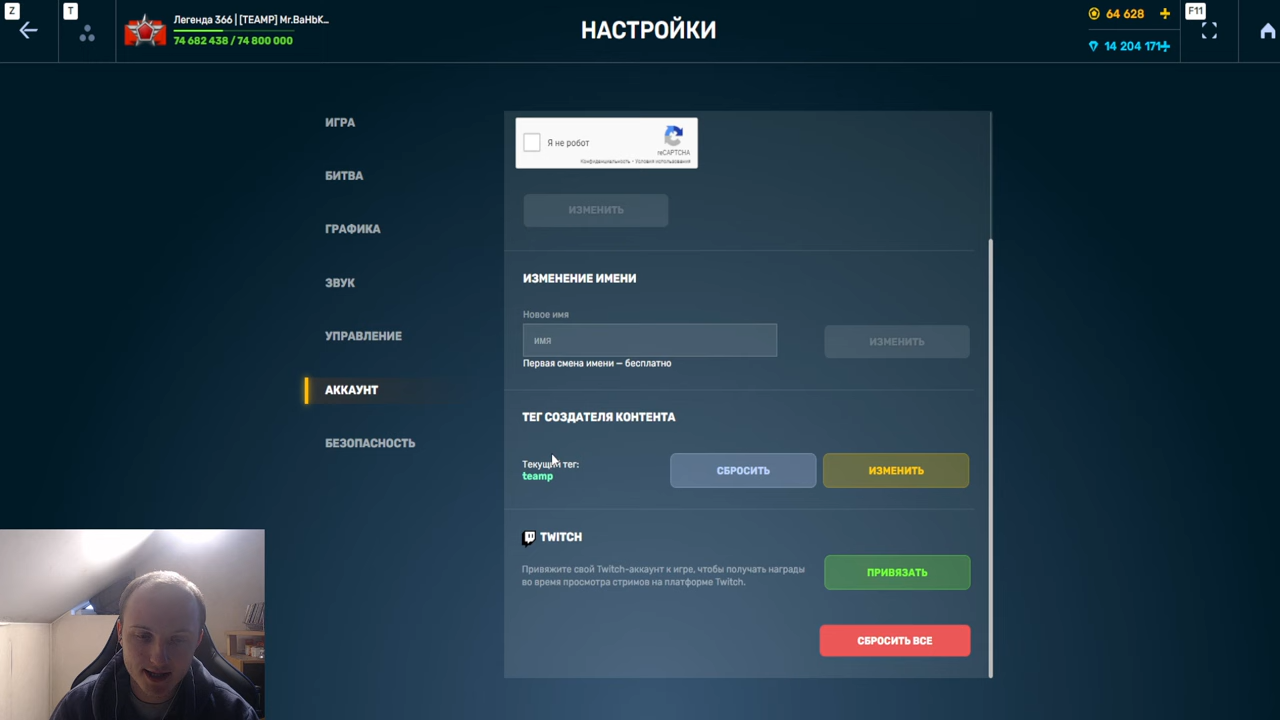 Z
T
Легенда 366 | [TEAMP] Mr.BaHbK...
74 682 438 / 74 800 000
НАСТРОЙКИ
64 628 +
14 204 171+
F11
ИГРА
БИТВА
ГРАФИКА
ЗВУК
УПРАВЛЕНИЕ
АККАУНТ
БЕЗОПАСНОСТЬ
Я не робот
reCAPTCHA
Конфиденциальность - Условия использования
ИЗМЕНИТЬ
ИЗМЕНЕНИЕ ИМЕНИ
Новое имя
имя
ИЗМЕНИТЬ
Первая смена имени — бесплатно
ТЕГ СОЗДАТЕЛЯ КОНТЕНТА
Текущий тег:
teamp
СБРОСИТЬ
ИЗМЕНИТЬ
TWITCH
Привяжите свой Twitch-аккаунт к игре, чтобы получать награды
во время просмотра стримов на платформе Twitch.
ПРИВЯЗАТЬ
СБРОСИТЬ ВСЕ